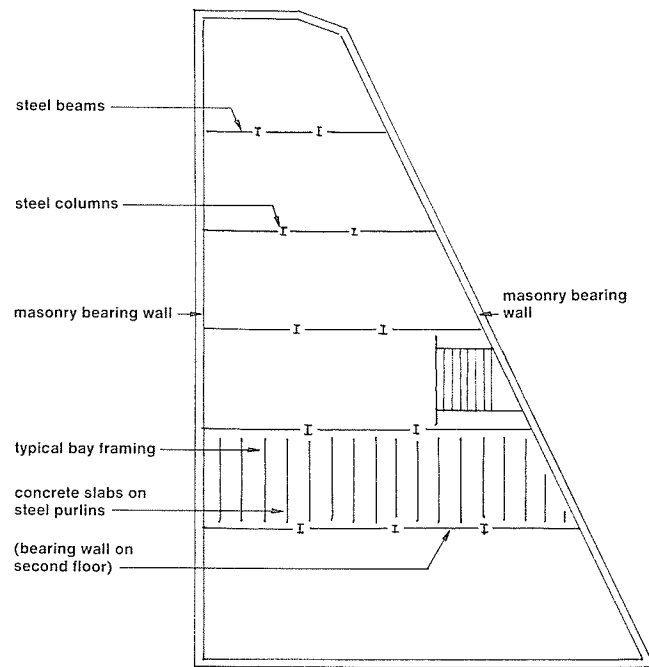 steel beams
steel columns
masonry bearing wall
masonry bearing
wall
typical bay framing
concrete slabs on
steel purlins
(bearing wall on
second floor)